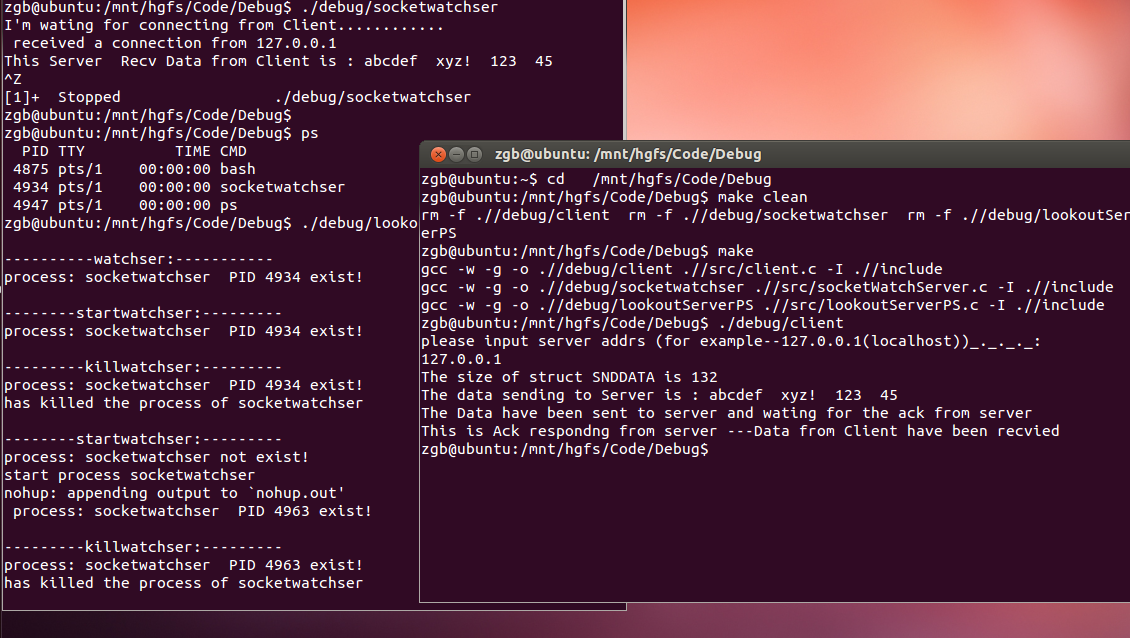 zgb@ubuntu:/mnt/hgfs/Code/Debug$ ./debug/socketwatchser
I'm wating for connecting from Client............
 received a connection from 127.0.0.1
This Server  Recv Data from Client is : abcdef  xyz!  123  45
^Z
[1]+  Stopped                 ./debug/socketwatchser
zgb@ubuntu:/mnt/hgfs/Code/Debug$
zgb@ubuntu:/mnt/hgfs/Code/Debug$ ps
  PID TTY          TIME CMD
 4875 pts/1    00:00:00 bash
 4934 pts/1    00:00:00 socketwatchser
 4947 pts/1    00:00:00 ps
zgb@ubuntu:/mnt/hgfs/Code/Debug$ ./debug/looko
----------watchser:-----------
process: socketwatchser  PID 4934 exist!
--------startwatchser:---------
process: socketwatchser  PID 4934 exist!
---------killwatchser:---------
process: socketwatchser  PID 4934 exist!
has killed the process of socketwatchser
--------startwatchser:---------
process: socketwatchser not exist!
start process socketwatchser
nohup: appending output to `nohup.out'
 process: socketwatchser  PID 4963 exist!
---------killwatchser:---------
process: socketwatchser  PID 4963 exist!
has killed the process of socketwatchser
zgb@ubuntu: /mnt/hgfs/Code/Debug
zgb@ubuntu:~$ cd   /mnt/hgfs/Code/Debug
zgb@ubuntu:/mnt/hgfs/Code/Debug$ make clean
rm -f .//debug/client  rm -f .//debug/socketwatchser  rm -f .//debug/lookoutSer
erPS
zgb@ubuntu:/mnt/hgfs/Code/Debug$ make
gcc -w -g -o .//debug/client .//src/client.c -I .//include
gcc -w -g -o .//debug/socketwatchser .//src/socketWatchServer.c -I .//include
gcc -w -g -o .//debug/lookoutServerPS .//src/lookoutServerPS.c -I .//include
zgb@ubuntu:/mnt/hgfs/Code/Debug$ ./debug/client
please input server addrs (for example--127.0.0.1(localhost))_._._._:
127.0.0.1
The size of struct SNDDATA is 132
The data sending to Server is : abcdef  xyz!  123  45
The Data have been sent to server and wating for the ack from server
This is Ack respondng from server ---Data from Client have been recvied
zgb@ubuntu:/mnt/hgfs/Code/Debug$